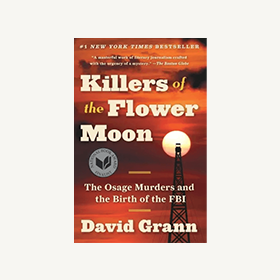 #1 NEW YORK TIMES BESTSELLER
"A masterful work of literary journalism crafted
with the urgency of a mystery." —The Boston Globe
Killers of
the Flower
Moon
The Osage Murders and
the Birth of the FBI
David Grann